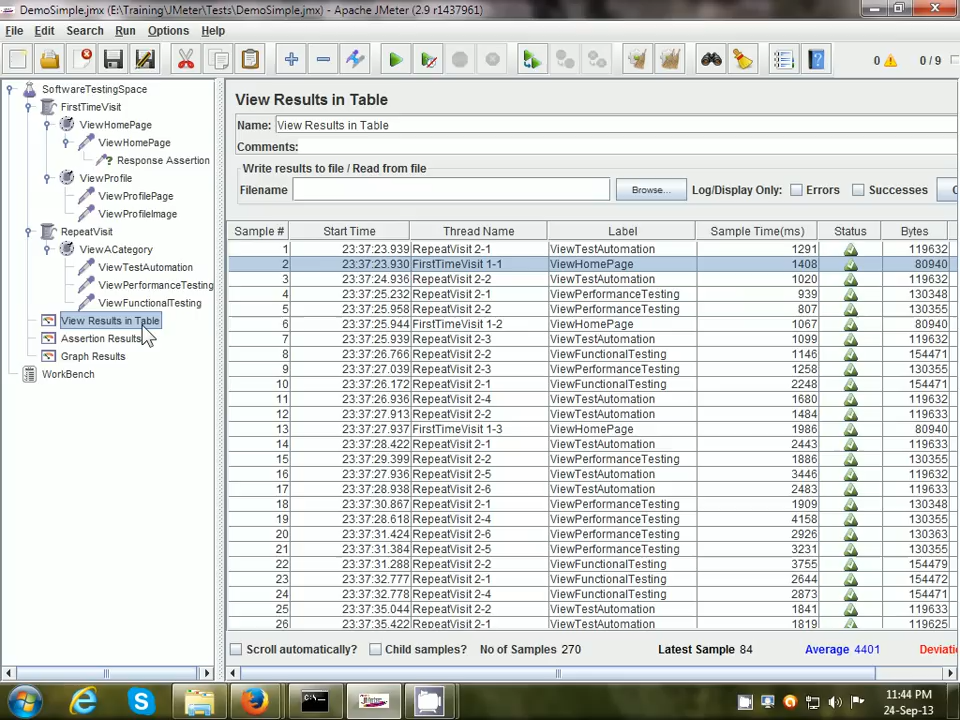 DemoSimple.jmx (E:\Training\JMeter\Tests\DemoSimple.jmx) - Apache JMeter (2.9 r1437961)
File Edit Search Run Options Help
0 0 / 9
SoftwareTestingSpace
FirstTimeVisit
ViewHomePage
ViewHomePage
Response Assertion
ViewProfile
ViewProfilePage
ViewProfileImage
RepeatVisit
ViewACategory
ViewTestAutomation
ViewPerformanceTesting
ViewFunctionalTesting
View Results in Table
Assertion Results
Graph Results
WorkBench
View Results in Table
Name: View Results in Table
Comments:
Write results to file / Read from file
Filename Browse... Log/Display Only: Errors Successes
Sample # Start Time Thread Name Label Sample Time(ms) Status Bytes
1 23:37:23.939 RepeatVisit 2-1 ViewTestAutomation 1291 119632
2 23:37:23.930 FirstTimeVisit 1-1 ViewHomePage 1408 80940
3 23:37:24.936 RepeatVisit 2-2 ViewTestAutomation 1020 119632
4 23:37:25.232 RepeatVisit 2-1 ViewPerformanceTesting 939 130348
5 23:37:25.958 RepeatVisit 2-2 ViewPerformanceTesting 807 130355
6 23:37:25.944 FirstTimeVisit 1-2 ViewHomePage 1067 80940
7 23:37:25.937 RepeatVisit 2-3 ViewTestAutomation 1099 119632
8 23:37:26.766 RepeatVisit 2-2 ViewFunctionalTesting 1146 154471
9 23:37:27.039 RepeatVisit 2-3 ViewPerformanceTesting 1258 130355
10 23:37:26.172 RepeatVisit 2-1 ViewFunctionalTesting 2248 154471
11 23:37:26.936 RepeatVisit 2-4 ViewTestAutomation 1680 119632
12 23:37:27.913 RepeatVisit 2-2 ViewTestAutomation 1484 119633
13 23:37:27.937 FirstTimeVisit 1-3 ViewHomePage 1986 80940
14 23:37:28.422 RepeatVisit 2-1 ViewTestAutomation 2443 119633
15 23:37:29.399 RepeatVisit 2-2 ViewPerformanceTesting 1886 130355
16 23:37:27.936 RepeatVisit 2-5 ViewTestAutomation 3446 119632
17 23:37:28.938 RepeatVisit 2-6 ViewTestAutomation 2483 119633
18 23:37:30.867 RepeatVisit 2-1 ViewPerformanceTesting 1909 130348
19 23:37:28.618 RepeatVisit 2-4 ViewPerformanceTesting 4158 130355
20 23:37:31.424 RepeatVisit 2-6 ViewPerformanceTesting 2926 130363
21 23:37:31.384 RepeatVisit 2-5 ViewPerformanceTesting 3231 130355
22 23:37:31.288 RepeatVisit 2-2 ViewFunctionalTesting 3755 154479
23 23:37:32.777 RepeatVisit 2-1 ViewFunctionalTesting 2644 154472
24 23:37:32.778 RepeatVisit 2-4 ViewFunctionalTesting 2873 154471
25 23:37:35.044 RepeatVisit 2-2 ViewTestAutomation 1841 119633
26 23:37:35.422 RepeatVisit 2-1 ViewTestAutomation 1819 119625
Scroll automatically? Child samples? No of Samples 270 Latest Sample 84 Average 4401 Deviati
11:44 PM
24-Sep-13